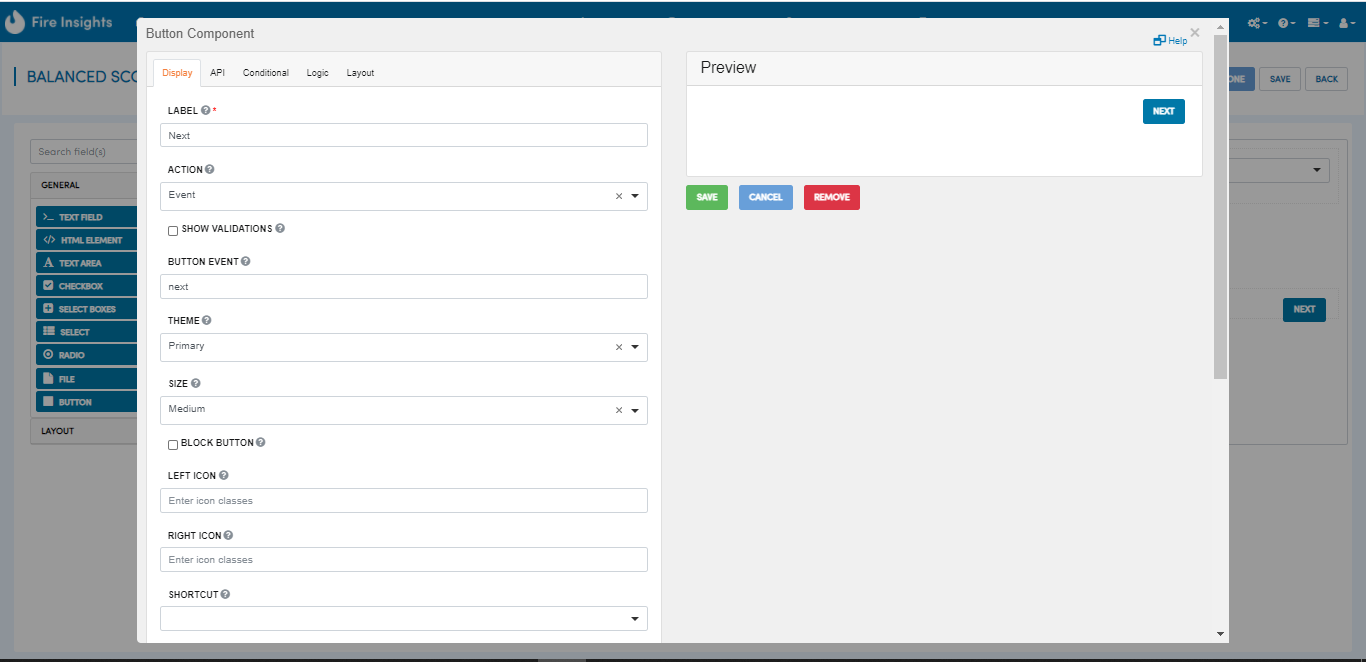 Fire Insights
Button Component
Help
BALANCED SCO
ONE
SAVE
BACK
Display
API
Conditional
Logic
Layout
Preview
LABEL *
Next
NEXT
ACTION
Event
SAVE
CANCEL
REMOVE
SHOW VALIDATIONS
BUTTON EVENT
next
THEME
Primary
SIZE
Medium
BLOCK BUTTON
LEFT ICON
Enter icon classes
RIGHT ICON
Enter icon classes
SHORTCUT
Search field(s)
GENERAL
TEXT FIELD
HTML ELEMENT
TEXT AREA
CHECKBOX
SELECT BOXES
SELECT
RADIO
FILE
BUTTON
LAYOUT
NEXT